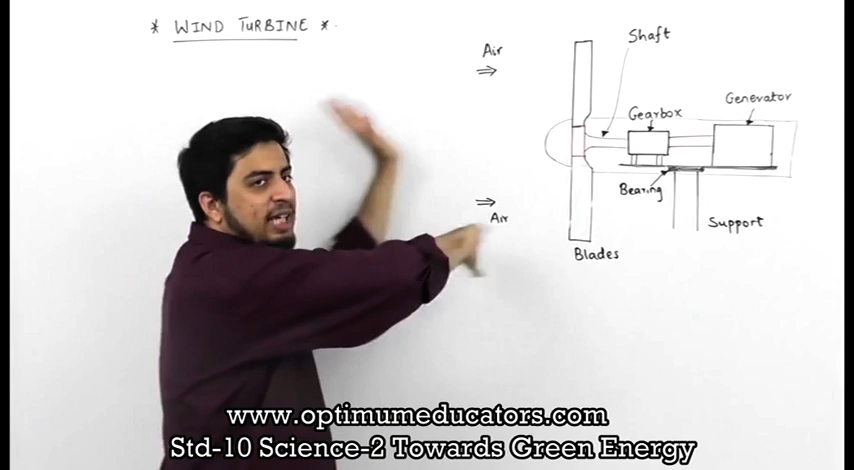 * WIND TURBINE *.
Air
Shaft
Gearbox
Generator
Bearing
Air
Support
Blades
www.optimumeducators.com
Std-10 Science-2 Towards Green Energy